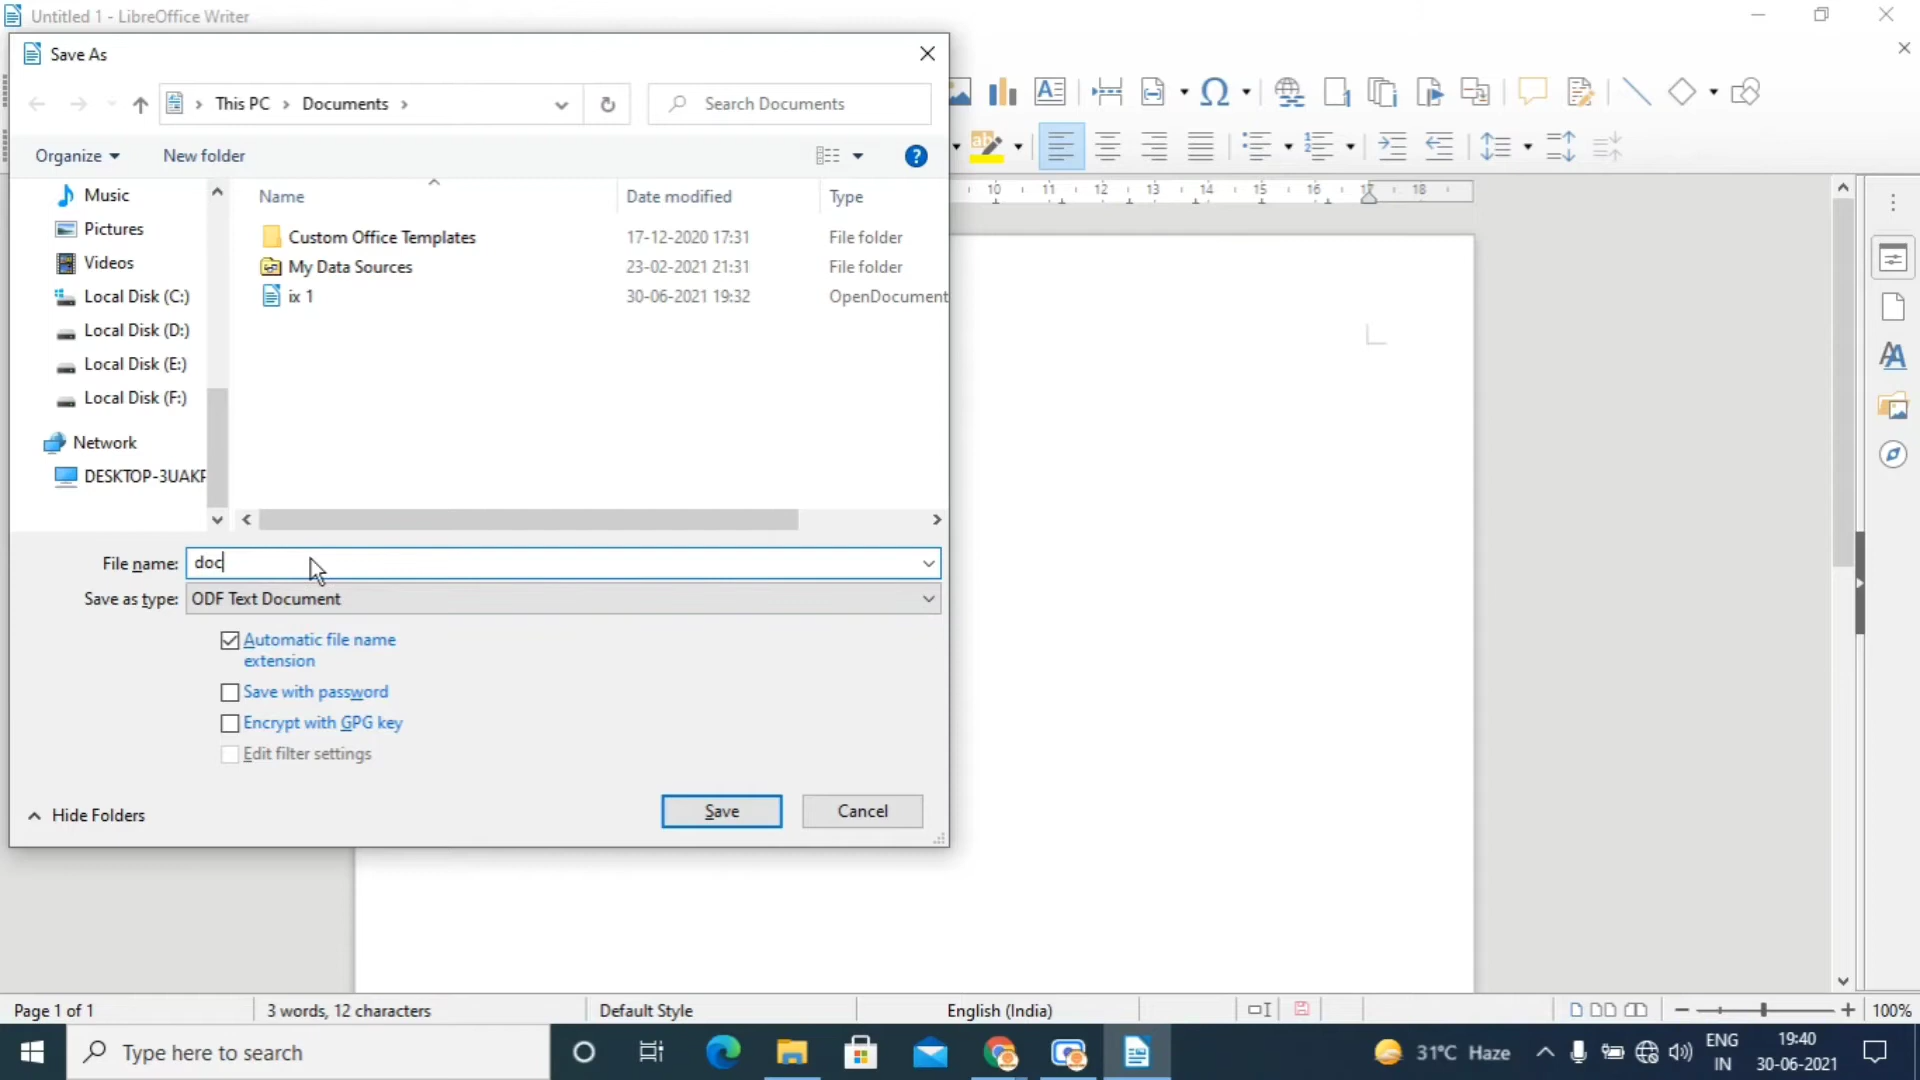 Untitled 1 - LibreOffice Writer
Save As
This PC > Documents >
Search Documents
Organize
New folder
Name
Date modified
Type
Music
Pictures
Videos
Local Disk (C:)
Local Disk (D:)
Local Disk (E:)
Local Disk (F:)
Network
DESKTOP-3UAKF
Custom Office Templates 17-12-2020 17:31 File folder
My Data Sources 23-02-2021 21:31 File folder
ix 1 30-06-2021 19:32 OpenDocument
10 11 12 13 14 15 16 17 18
File name: doc
Save as type: ODF Text Document
Automatic file name
extension
Save with password
Encrypt with GPG key
Edit filter settings
Hide Folders
Save
Cancel
Page 1 of 1
3 words, 12 characters
Default Style
English (India)
100%
Type here to search
31°C Haze
ENG
IN
19:40
30-06-2021